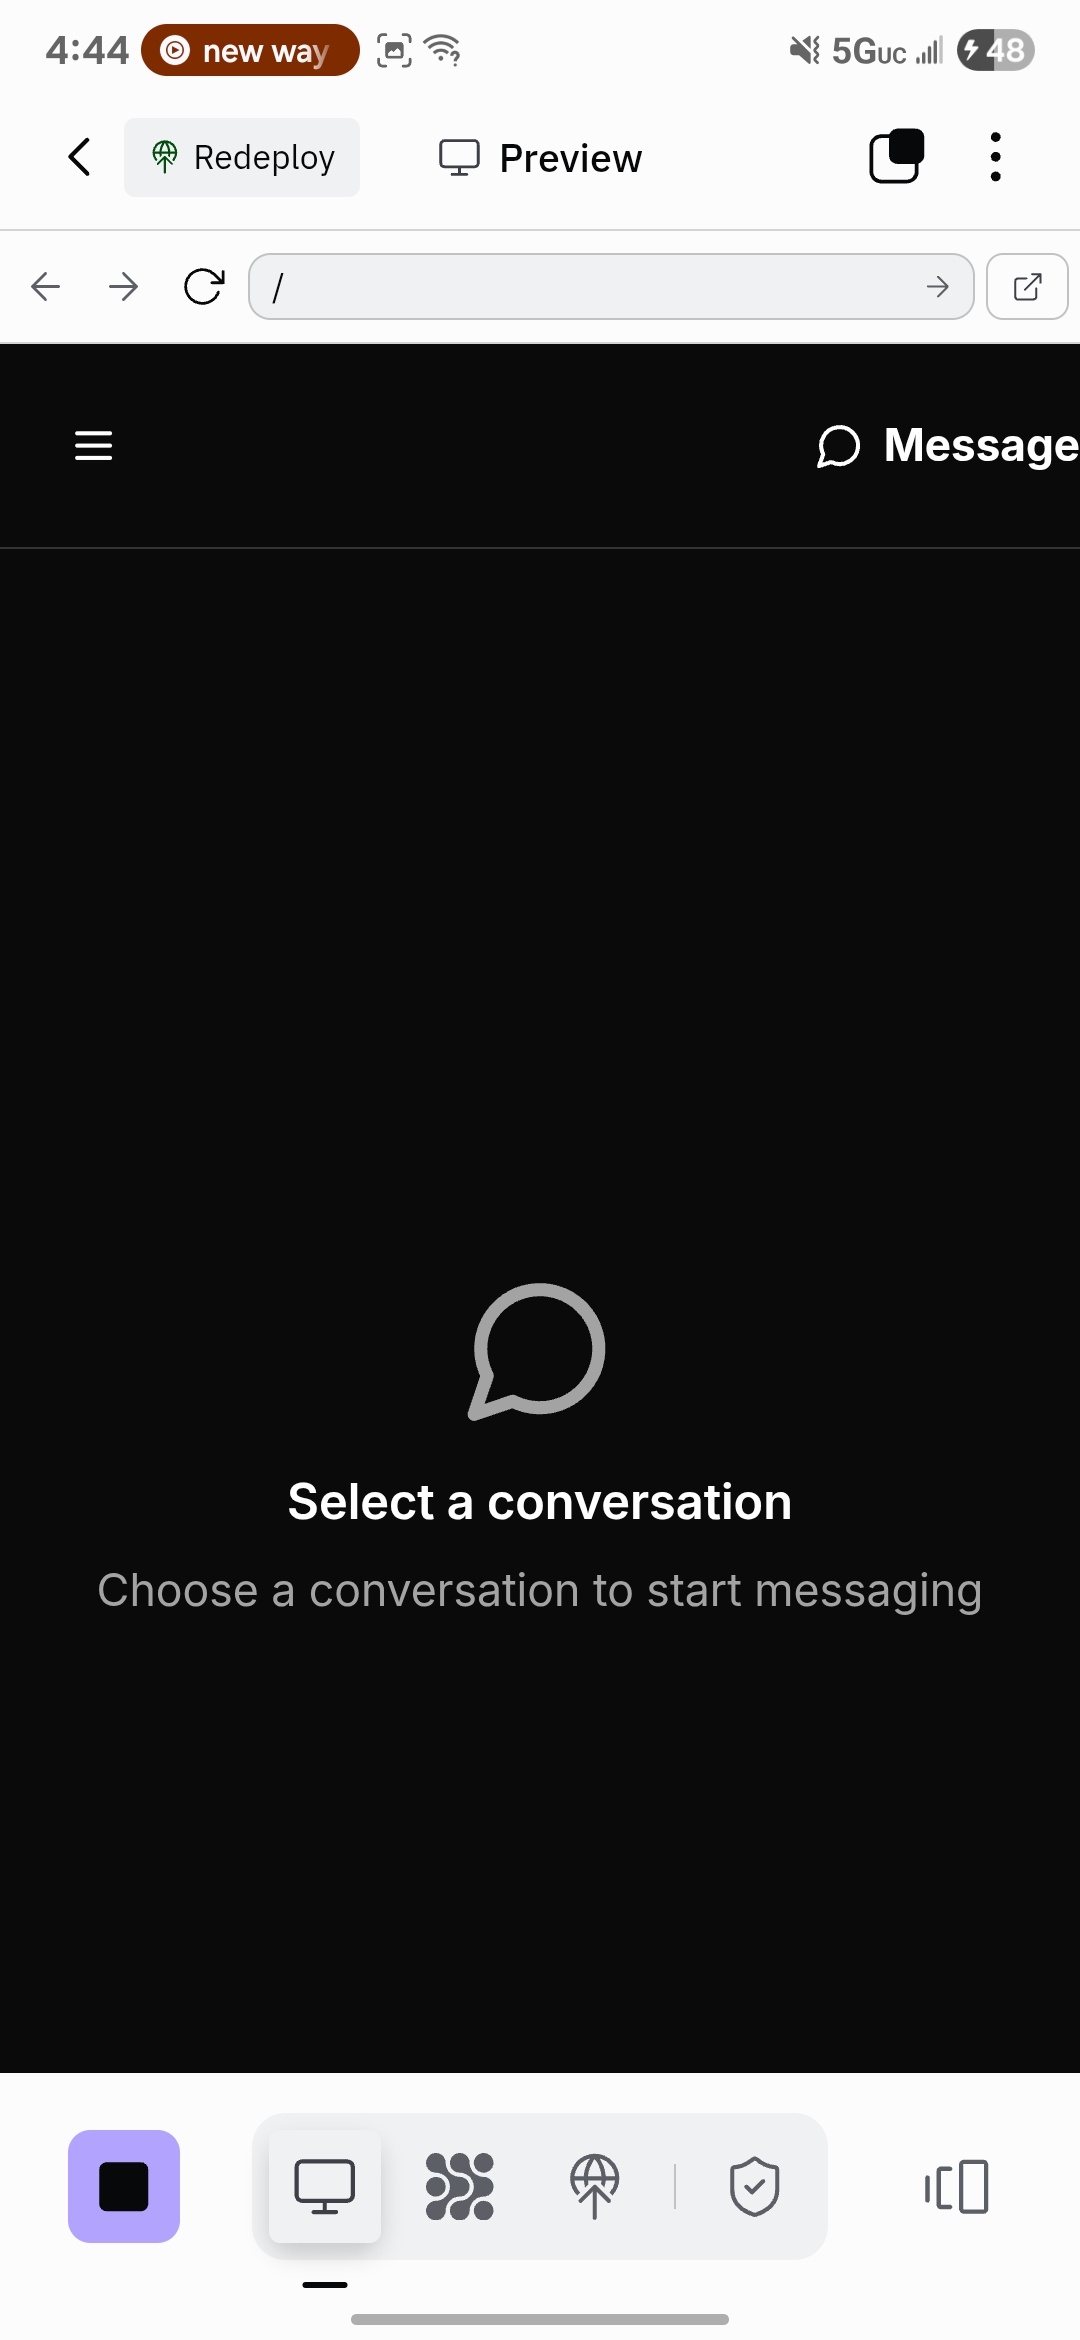 4:44 new way 5GUC 48
Redeploy Preview
/
Message
Select a conversation
Choose a conversation to start messaging